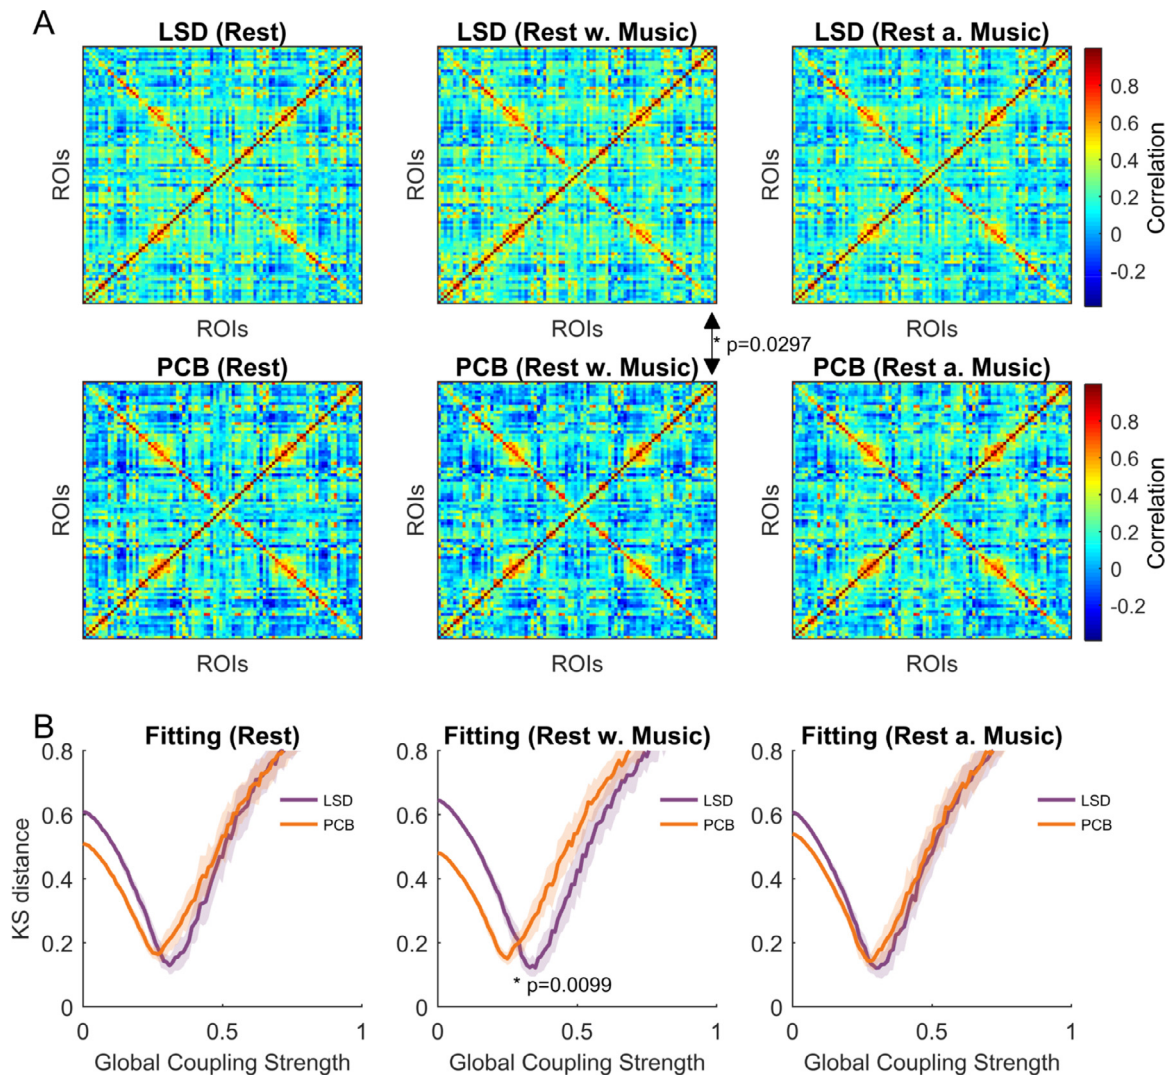 A
LSD (Rest)
LSD (Rest w. Music)
LSD (Rest a. Music)
ROIs
ROIs
ROIs
0.8
0.6
0.4
0.2
0
-0.2
Correlation
ROIs
ROIs
ROIs
* p=0.0297
PCB (Rest)
PCB (Rest w. Music)
PCB (Rest a. Music)
ROIs
ROIs
0.8
0.6
0.4
0.2
0
-0.2
Correlation
ROIs
ROIs
ROIs
B
Fitting (Rest)
Fitting (Rest w. Music)
Fitting (Rest a. Music)
KS distance
0.8
0.6
0.4
0.2
0
LSD
PCB
0
0.5
1
Global Coupling Strength
0.8
0.6
0.4
0.2
0
LSD
PCB
* p=0.0099
0
0.5
1
Global Coupling Strength
0.8
0.6
0.4
0.2
0
LSD
PCB
0
0.5
1
Global Coupling Strength